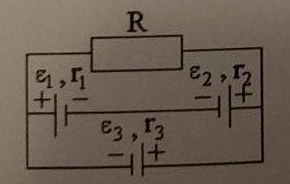 R
ε₁, r₁ ε₂, r₂
+ − − +
ε₃, r₃
− +